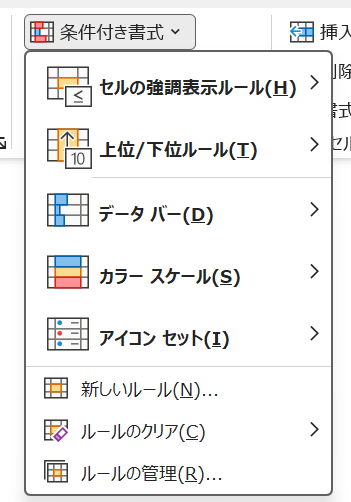 条件付き書式
挿入
セルの強調表示ルール(H)
削除
≤
書式
上位/下位ルール(T)
10
セル
データ バー(D)
カラー スケール(S)
アイコン セット(I)
新しいルール(N)...
ルールのクリア(C)
ルールの管理(R)...